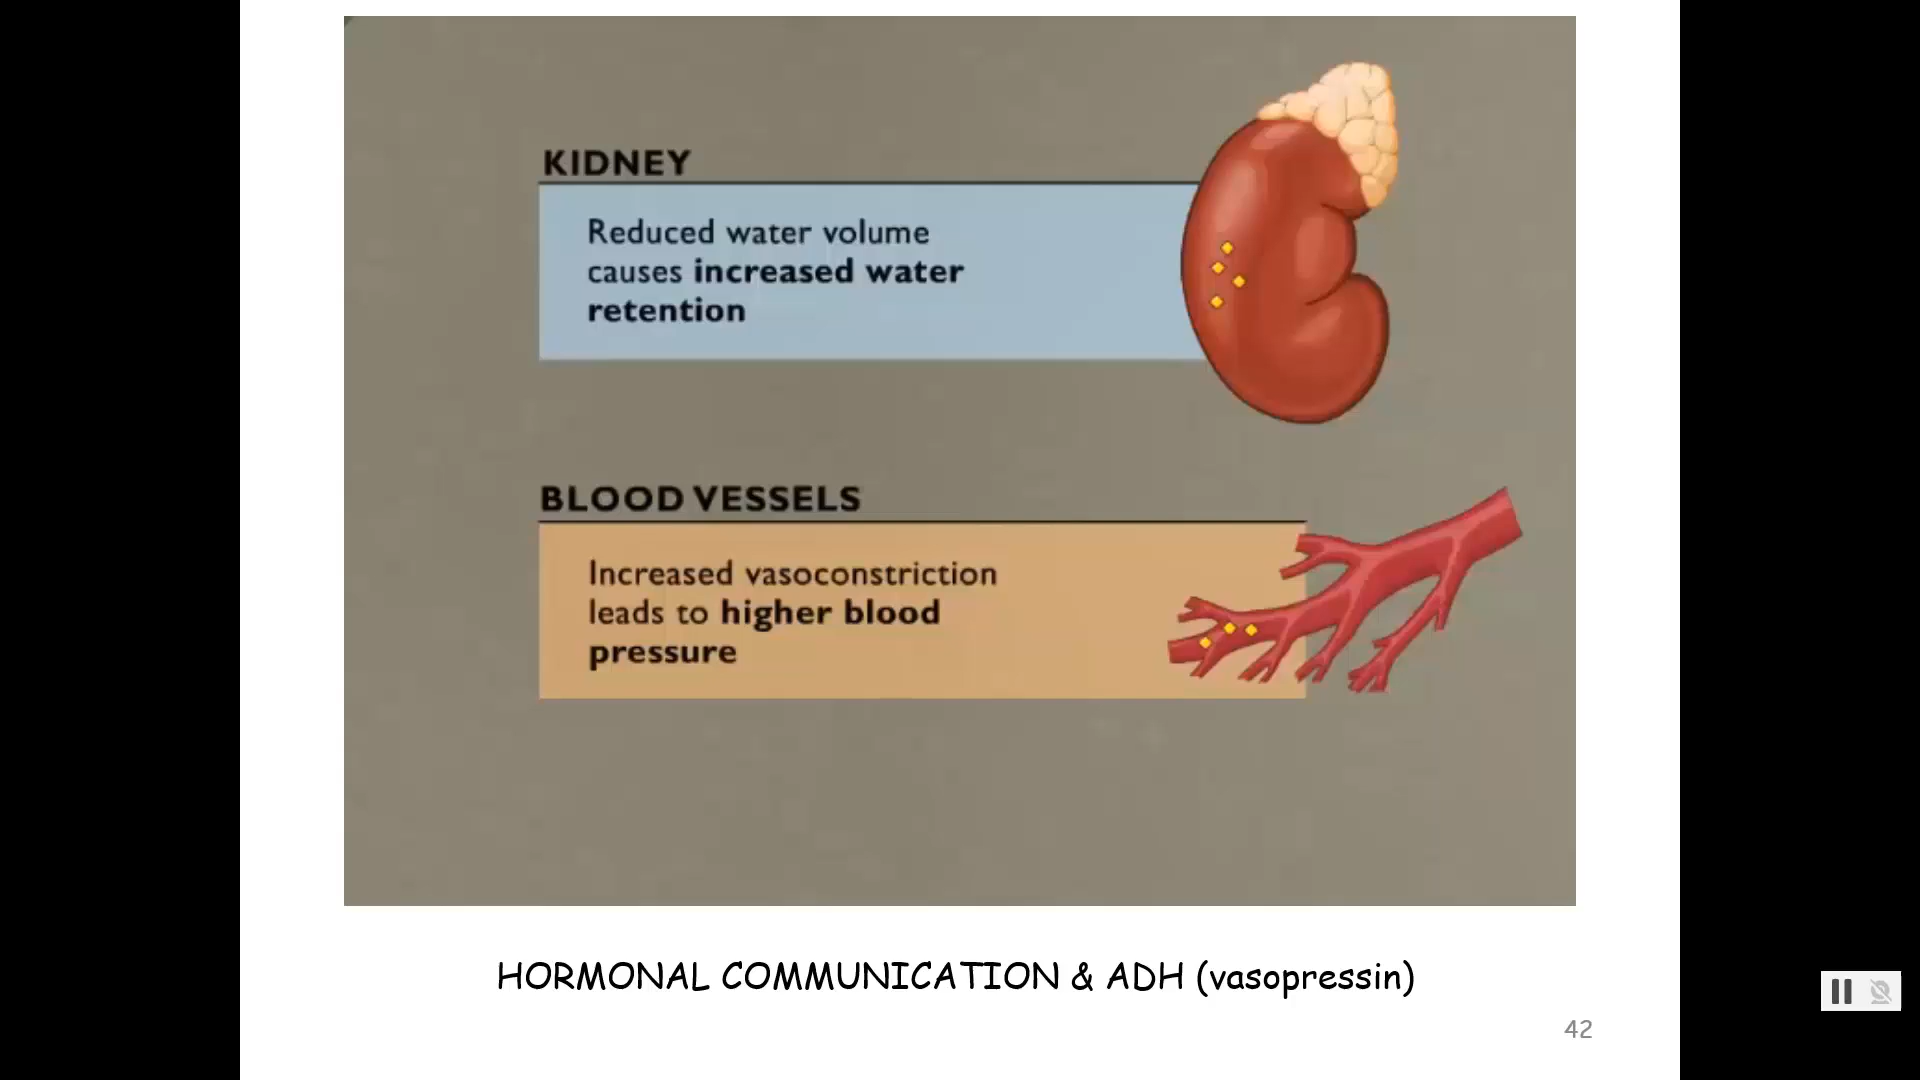 KIDNEY
Reduced water volume
causes increased water
retention
BLOOD VESSELS
Increased vasoconstriction
leads to higher blood
pressure
HORMONAL COMMUNICATION & ADH (vasopressin)
42